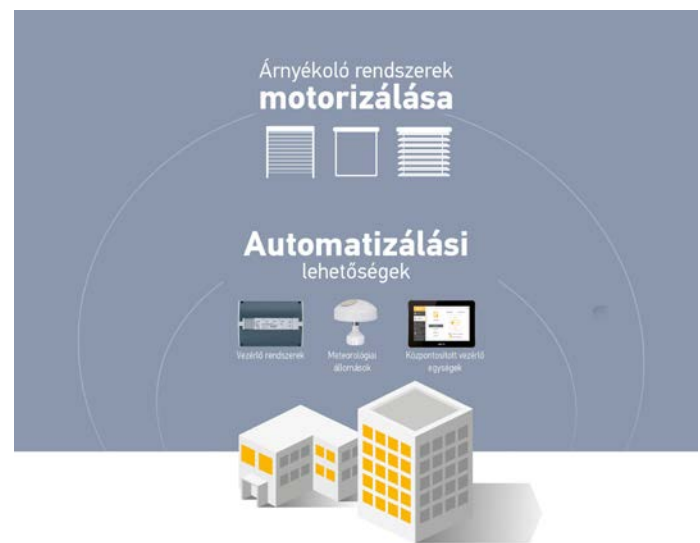 Árnyékoló rendszerek
motorizálása
Automatizálási
lehetőségek
Vezérlő rendszerek
Meteorológiai
állomások
Központosított vezérlő
egységek